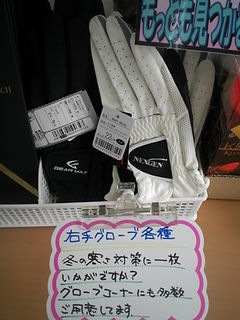 もっとも見つか
BEAR MAX
NEXGEN
右手グローブ各種
冬の寒さ対策に一枚
いかがですか？
グローブコーナーにも多数
ご用意してます